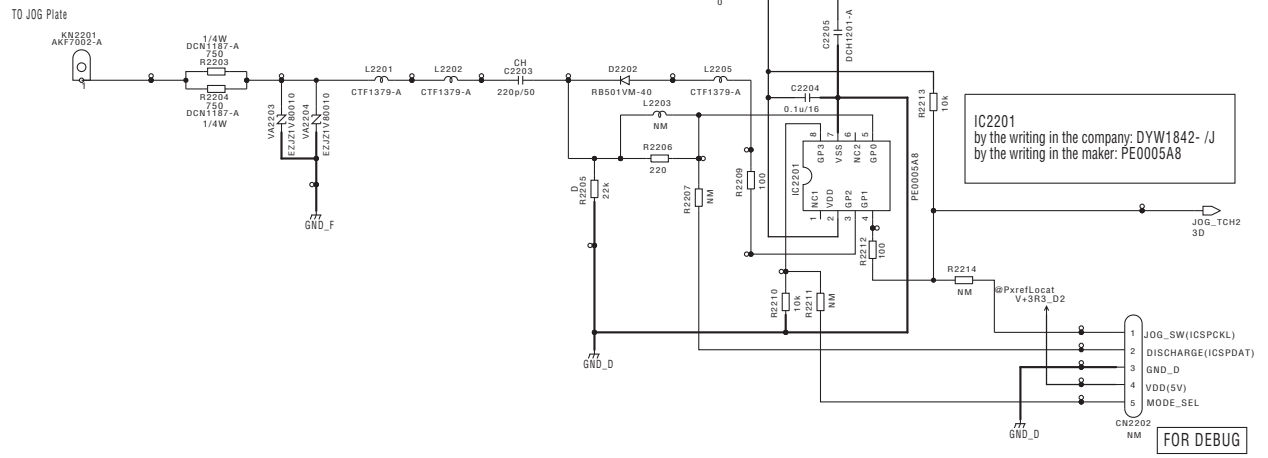 TO JOG Plate
KN2201
AKF7002-A
1/4W
DCN1187-A
750
R2203
R2204
750
DCN1187-A
1/4W
VA2203
EZJZ1V80010
VA2204
EZJZ1V80010
GND_F
L2201
CTF1379-A
L2202
CTF1379-A
CH
C2203
220p/50
D2202
RB501VM-40
L2205
CTF1379-A
L2203
NM
R2206
220
D
R2205
22k
R2207
NM
R2209
100
GND_D
0
C2205
DCH1201-A
C2204
0.1u/16
8
7
6
5
GP3
VSS
NC2
GP0
IC2201
NC1
VDD
GP2
GP1
1
2
3
4
PE0005A8
R2212
100
R2210
10k
R2211
NM
R2213
10k
IC2201
by the writing in the company: DYW1842- /J
by the writing in the maker: PE0005A8
JOG_TCH2
3D
R2214
NM
@PxrefLocat
V+3R3_D2
1 JOG_SW(ICSPCKL)
2 DISCHARGE(ICSPDAT)
3 GND_D
4 VDD(5V)
5 MODE_SEL
GND_D
CN2202
NM
FOR DEBUG